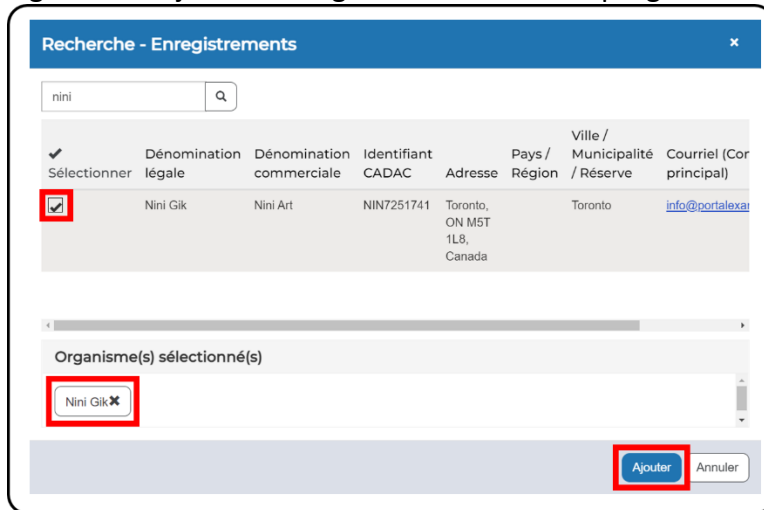 Recherche - Enregistrements ×
nini
Sélectionner
Dénomination légale
Dénomination commerciale
Identifiant CADAC
Adresse
Pays / Région
Ville / Municipalité / Réserve
Courriel (Cor
principal)
Nini Gik
Nini Art
NIN7251741
Toronto,
ON M5T
1L8,
Canada
Toronto
info@portalexar
Organisme(s) sélectionné(s)
Nini Gik✖
Ajouter
Annuler